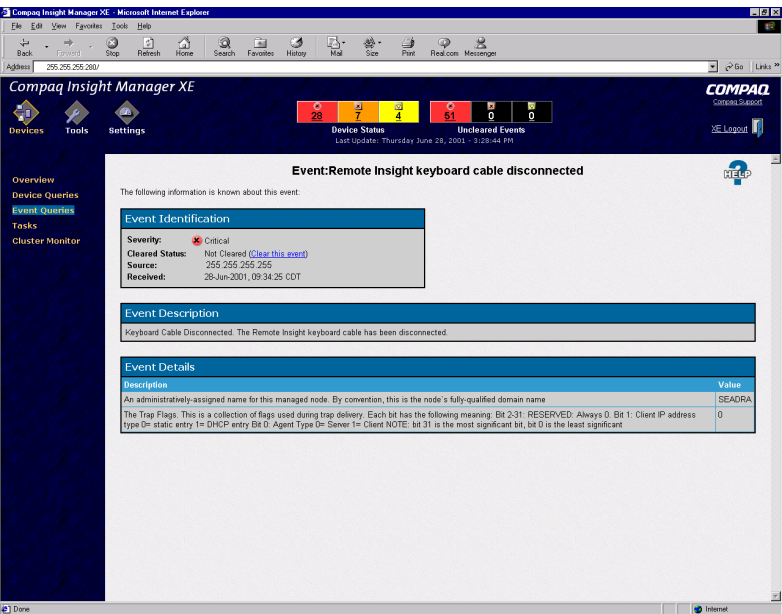 Compaq Insight Manager XE - Microsoft Internet Explorer
File Edit View Favorites Tools Help
Back Forward Stop Refresh Home Search Favorites History Mail Size Print Real.com Messenger
Address 255.255.255.280/ Go Links »
Compaq Insight Manager XE
COMPAQ
Compaq Support
Devices Tools Settings
28 7 4 51 0 0
Device Status Uncleared Events
XE Logout
Last Update: Thursday June 28, 2001 - 3:28:44 PM
Overview
Device Queries
Event Queries
Tasks
Cluster Monitor
Event:Remote Insight keyboard cable disconnected
HELP
The following information is known about this event:
Event Identification
Severity: Critical
Cleared Status: Not Cleared (Clear this event)
Source: 255.255.255.255
Received: 28-Jun-2001, 09:34:25 CDT
Event Description
Keyboard Cable Disconnected. The Remote Insight keyboard cable has been disconnected.
Event Details
Description Value
An administratively-assigned name for this managed node. By convention, this is the node's fully-qualified domain name SEADRA
The Trap Flags. This is a collection of flags used during trap delivery. Each bit has the following meaning: Bit 2-31: RESERVED: Always 0. Bit 1: Client IP address 0
type 0= static entry 1= DHCP entry Bit 0: Agent Type 0= Server 1= Client NOTE: bit 31 is the most significant bit, bit 0 is the least significant
Done Internet